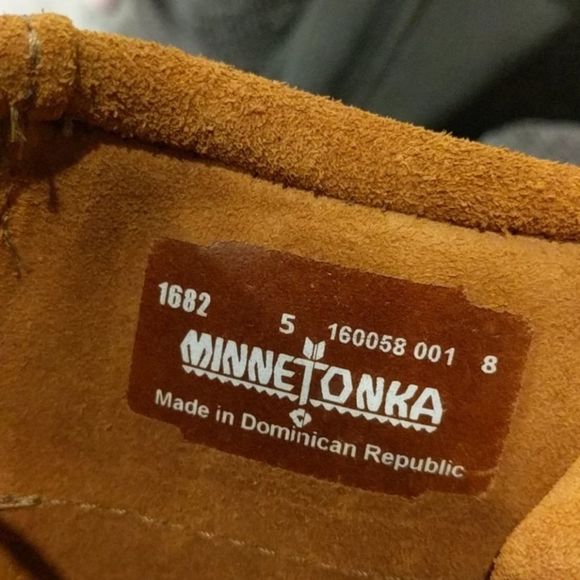 1682 5 160058 001 8
MINNETONKA
Made in Dominican Republic